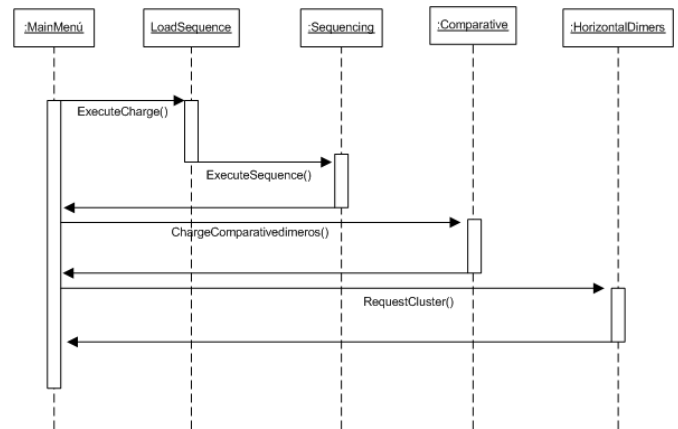 :MainMenú
LoadSequence
:Sequencing
:Comparative
:HorizontalDimers
ExecuteCharge()
ExecuteSequence()
ChargeComparativedimeros()
RequestCluster()